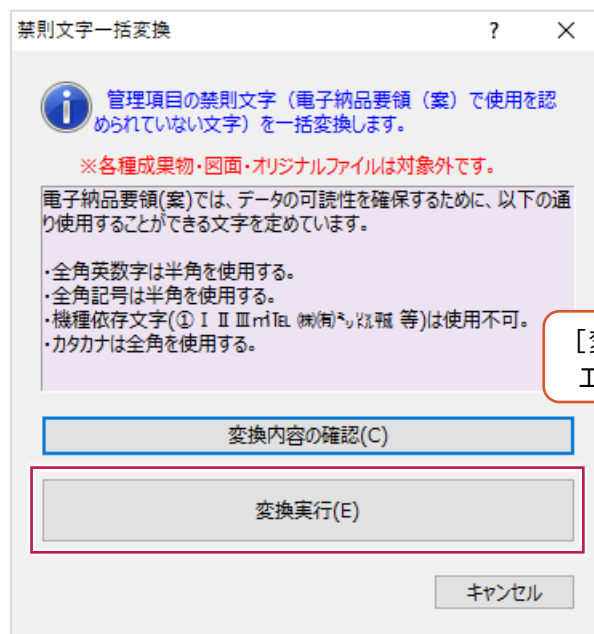 禁則文字一括変換 ? ×
管理項目の禁則文字（電子納品要領（案）で使用を認
められていない文字）を一括変換します。
※各種成果物・図面・オリジナルファイルは対象外です。
電子納品要領(案)では、データの可読性を確保するために、以下の通
り使用することができる文字を定めています。
・全角英数字は半角を使用する。
・全角記号は半角を使用する。
・機種依存文字(①ⅠⅡⅢ㎡℡ ㈱㈲㌧㍑㍻ 等)は使用不可。
・カタカナは全角を使用する。
[
エ
変換内容の確認(C)
変換実行(E)
キャンセル